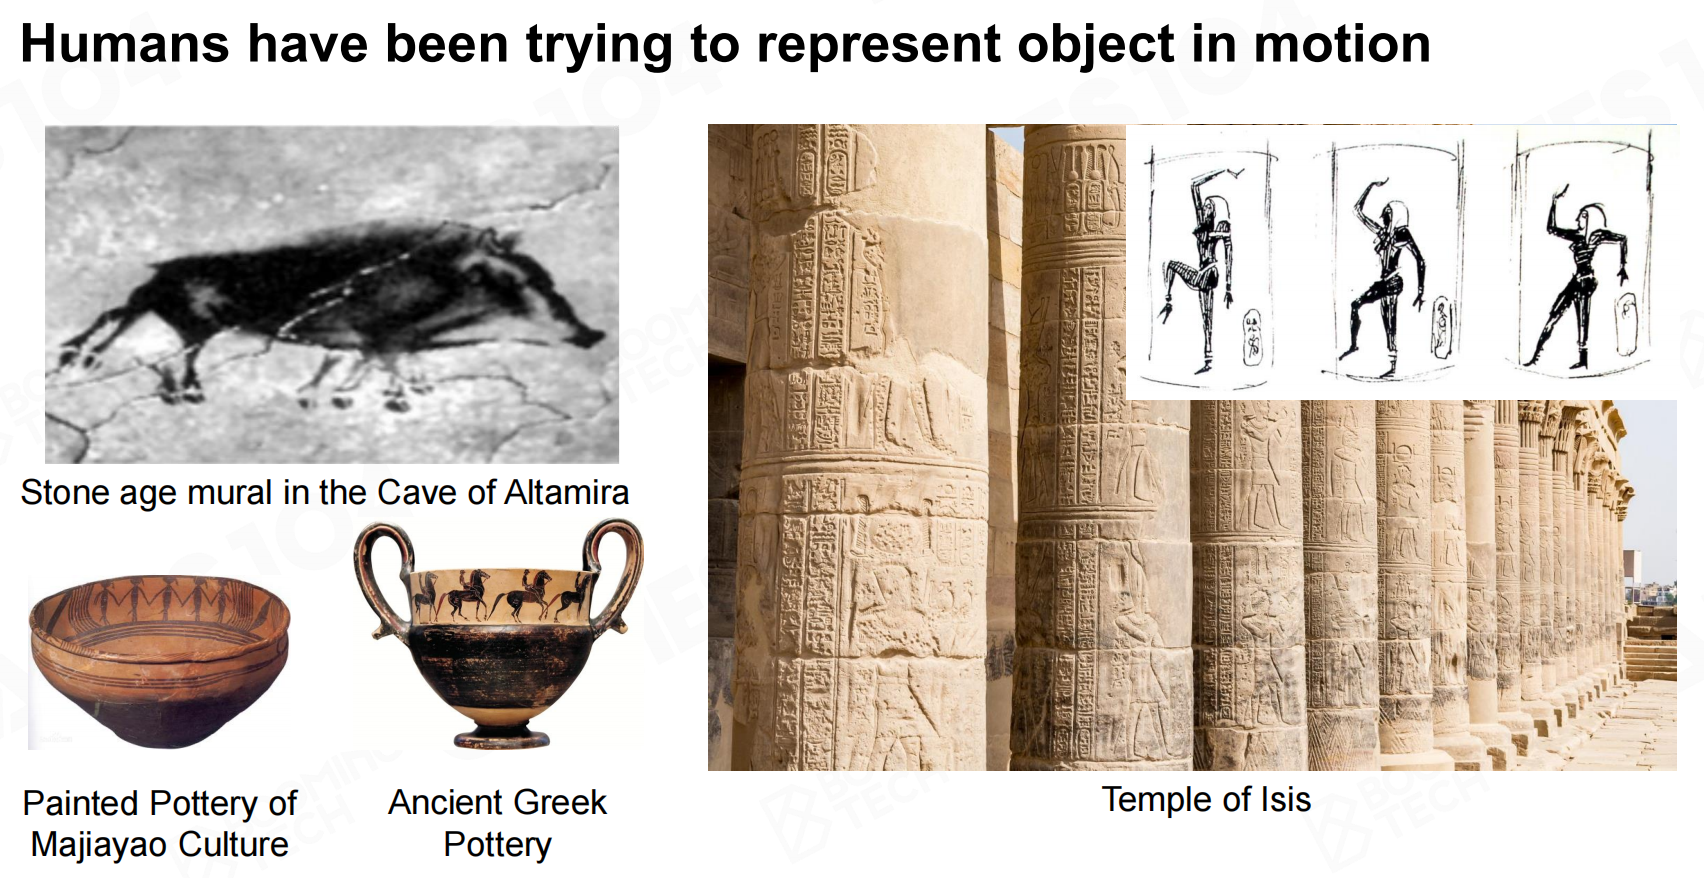 Humans have been trying to represent object in motion
Stone age mural in the Cave of Altamira
Painted Pottery of
Majiayao Culture
Ancient Greek
Pottery
Temple of Isis